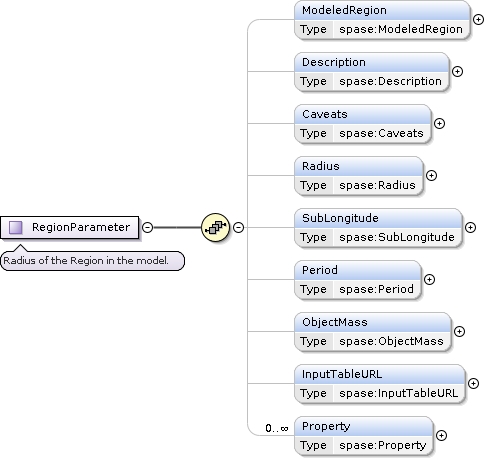 ModeledRegion
Type spase:ModeledRegion
Description
Type spase:Description
Caveats
Type spase:Caveats
Radius
Type spase:Radius
RegionParameter
Radius of the Region in the model.
SubLongitude
Type spase:SubLongitude
Period
Type spase:Period
ObjectMass
Type spase:ObjectMass
InputTableURL
Type spase:InputTableURL
0..∞
Property
Type spase:Property